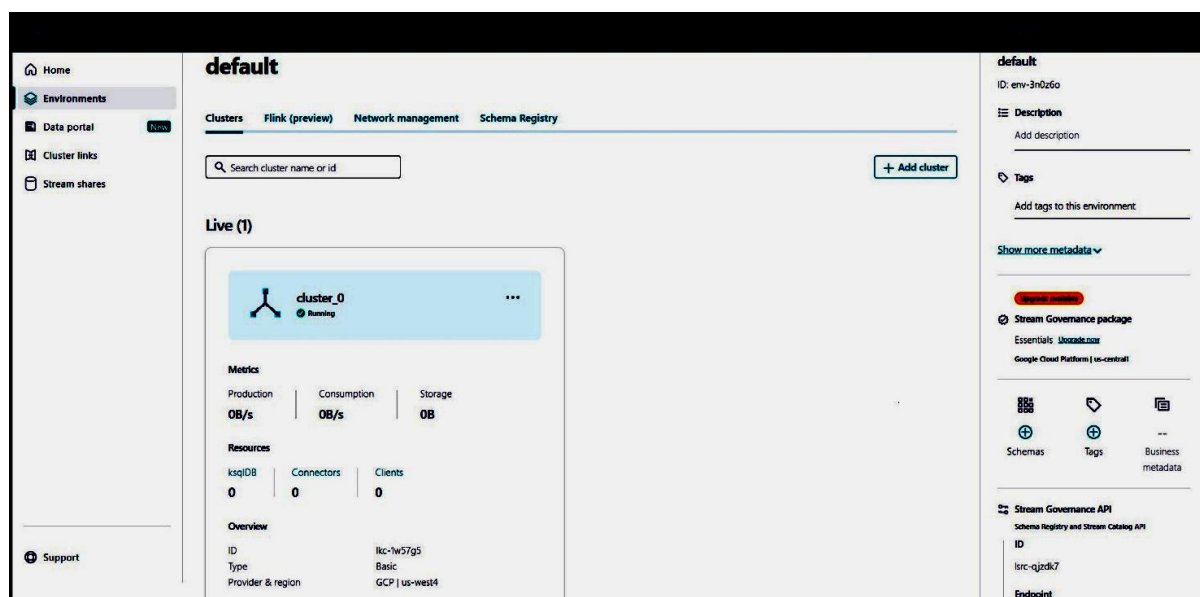 Home
Environments
Data portal New
Cluster links
Stream shares
Support
default
Clusters Flink (preview) Network management Schema Registry
Search cluster name or id
+ Add cluster
Live (1)
cluster_0
Running
...
Metrics
Production Consumption Storage
0B/s 0B/s 0B
Resources
ksqlDB Connectors Clients
0 0 0
Overview
ID lkc-1w57g5
Type Basic
Provider & region GCP | us-west4
default
ID: env-3n0z6o
Description
Add description
Tags
Add tags to this environment
Show more metadata
Upgrade available
Stream Governance package
Essentials Upgrade now
Google Cloud Platform | us-central1
Schemas Tags Business
metadata
--
Stream Governance API
Schema Registry and Stream Catalog API
ID
lsrc-qjzdk7
Endpoint